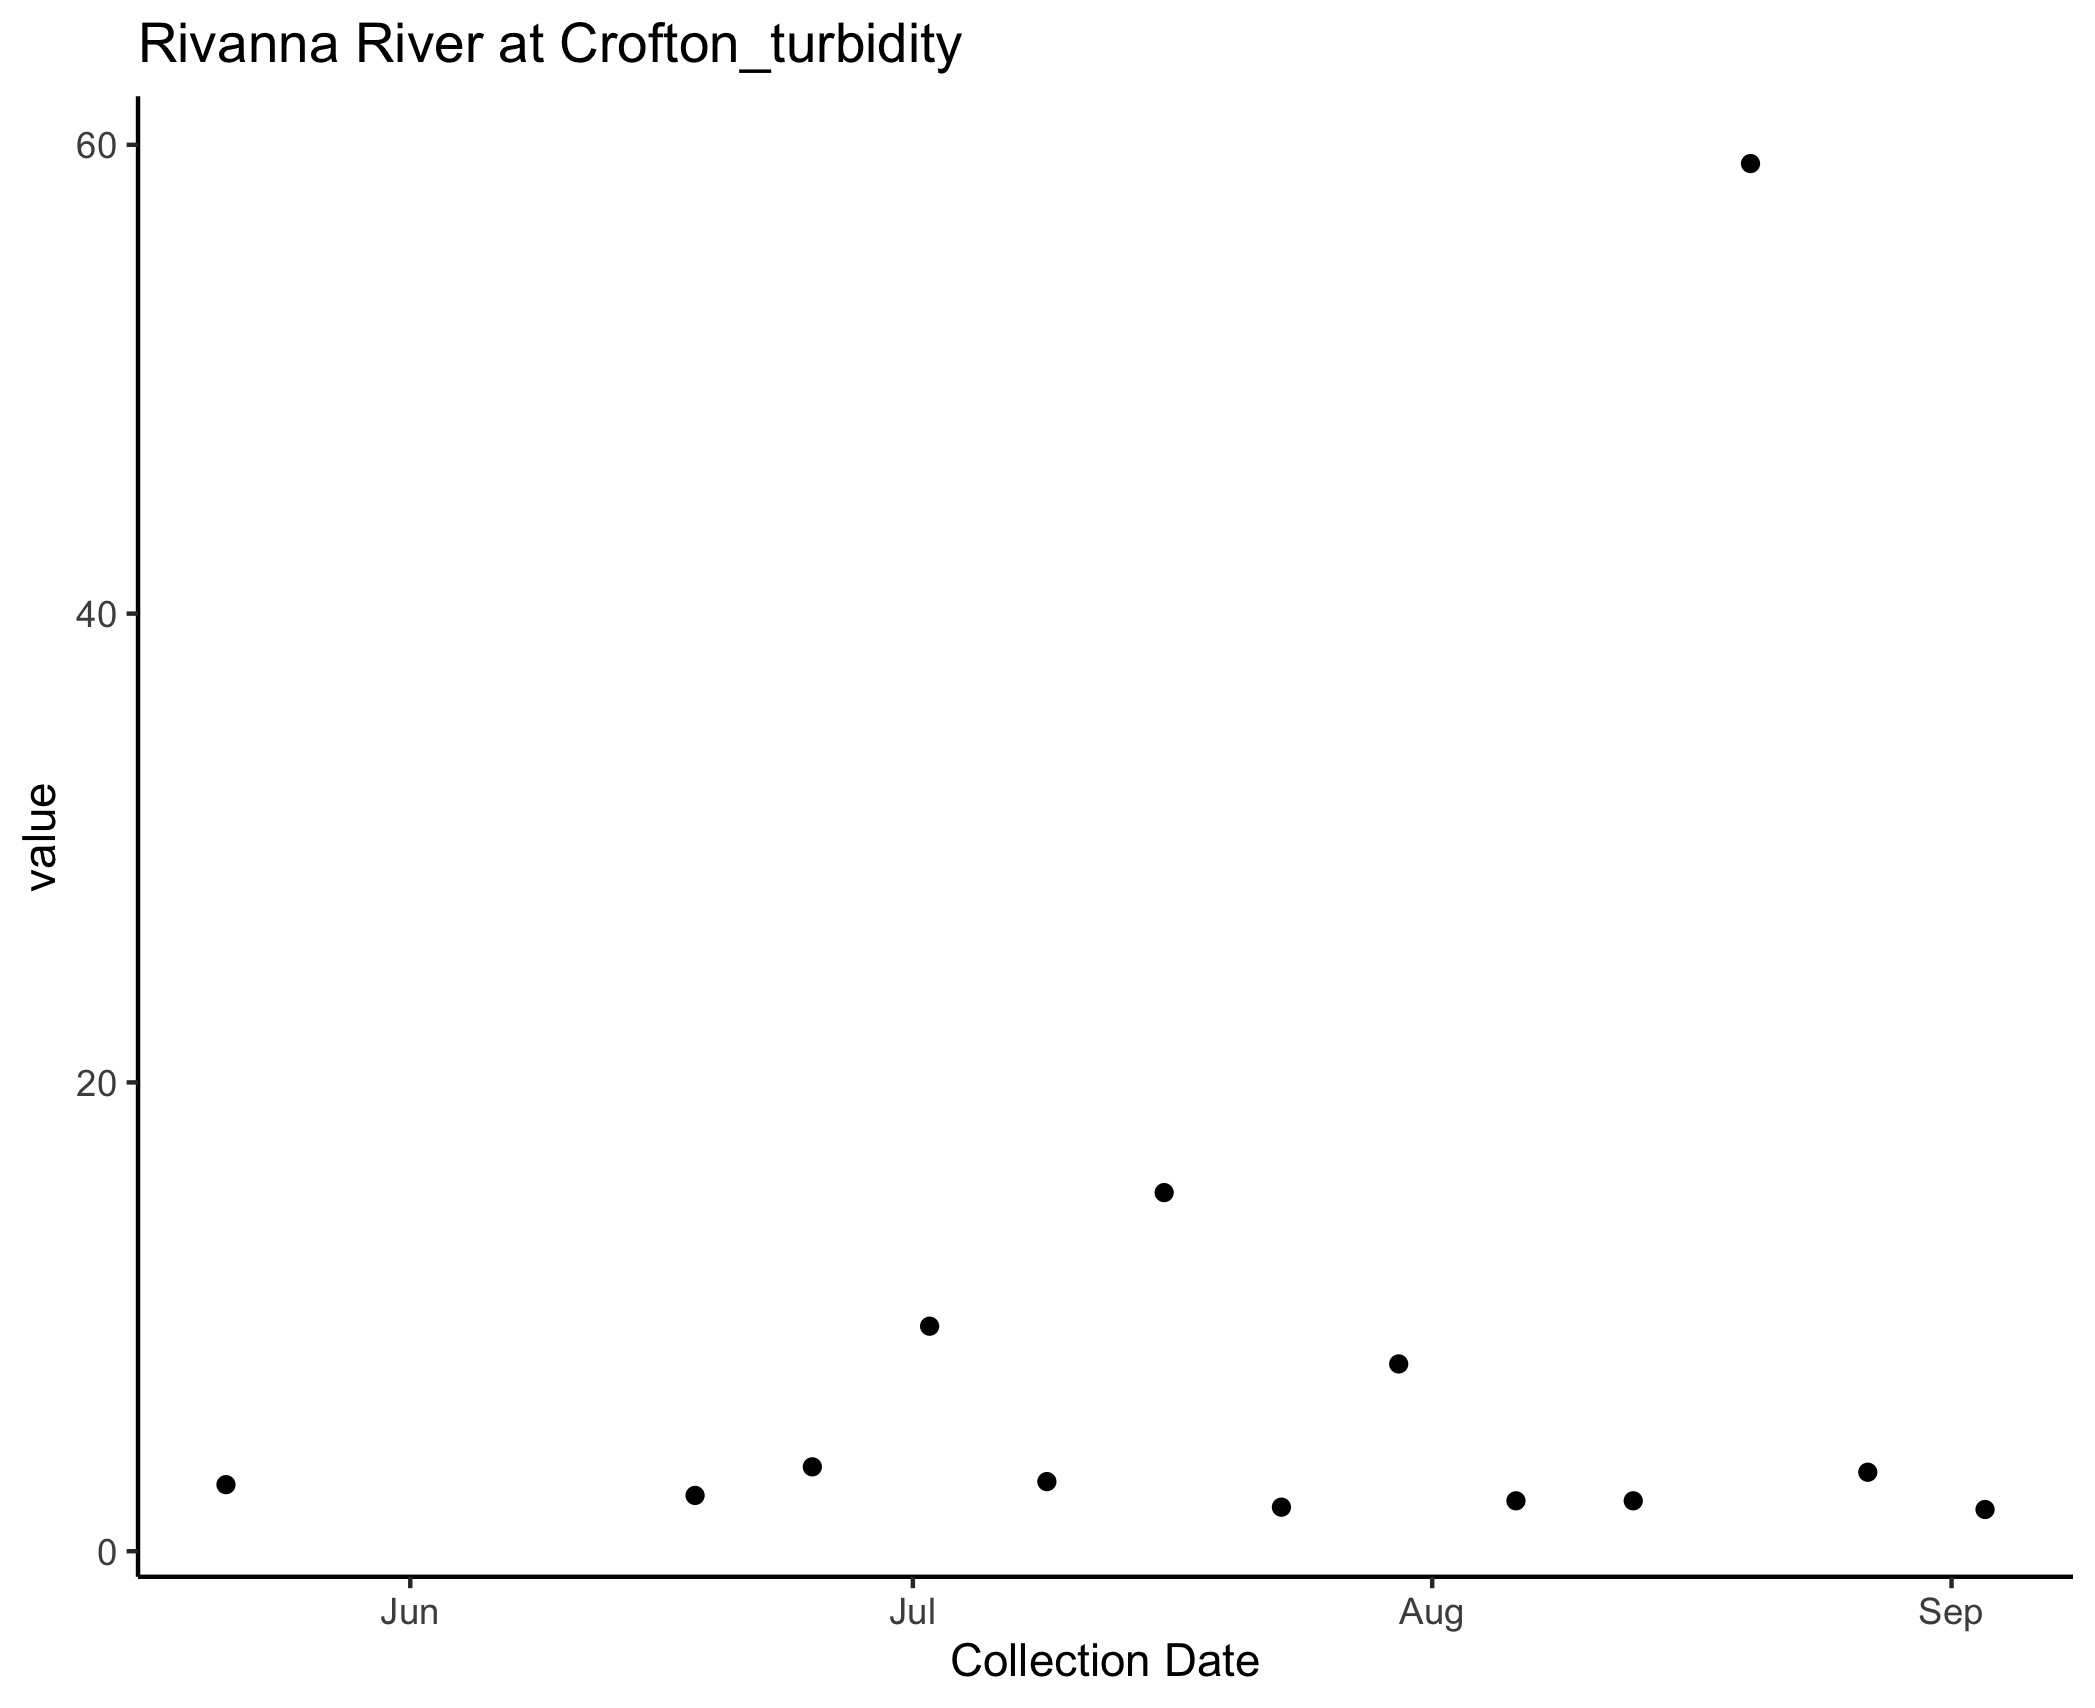 Rivanna River at Crofton_turbidity
60
40
20
0
value
Jun Jul Aug Sep
Collection Date